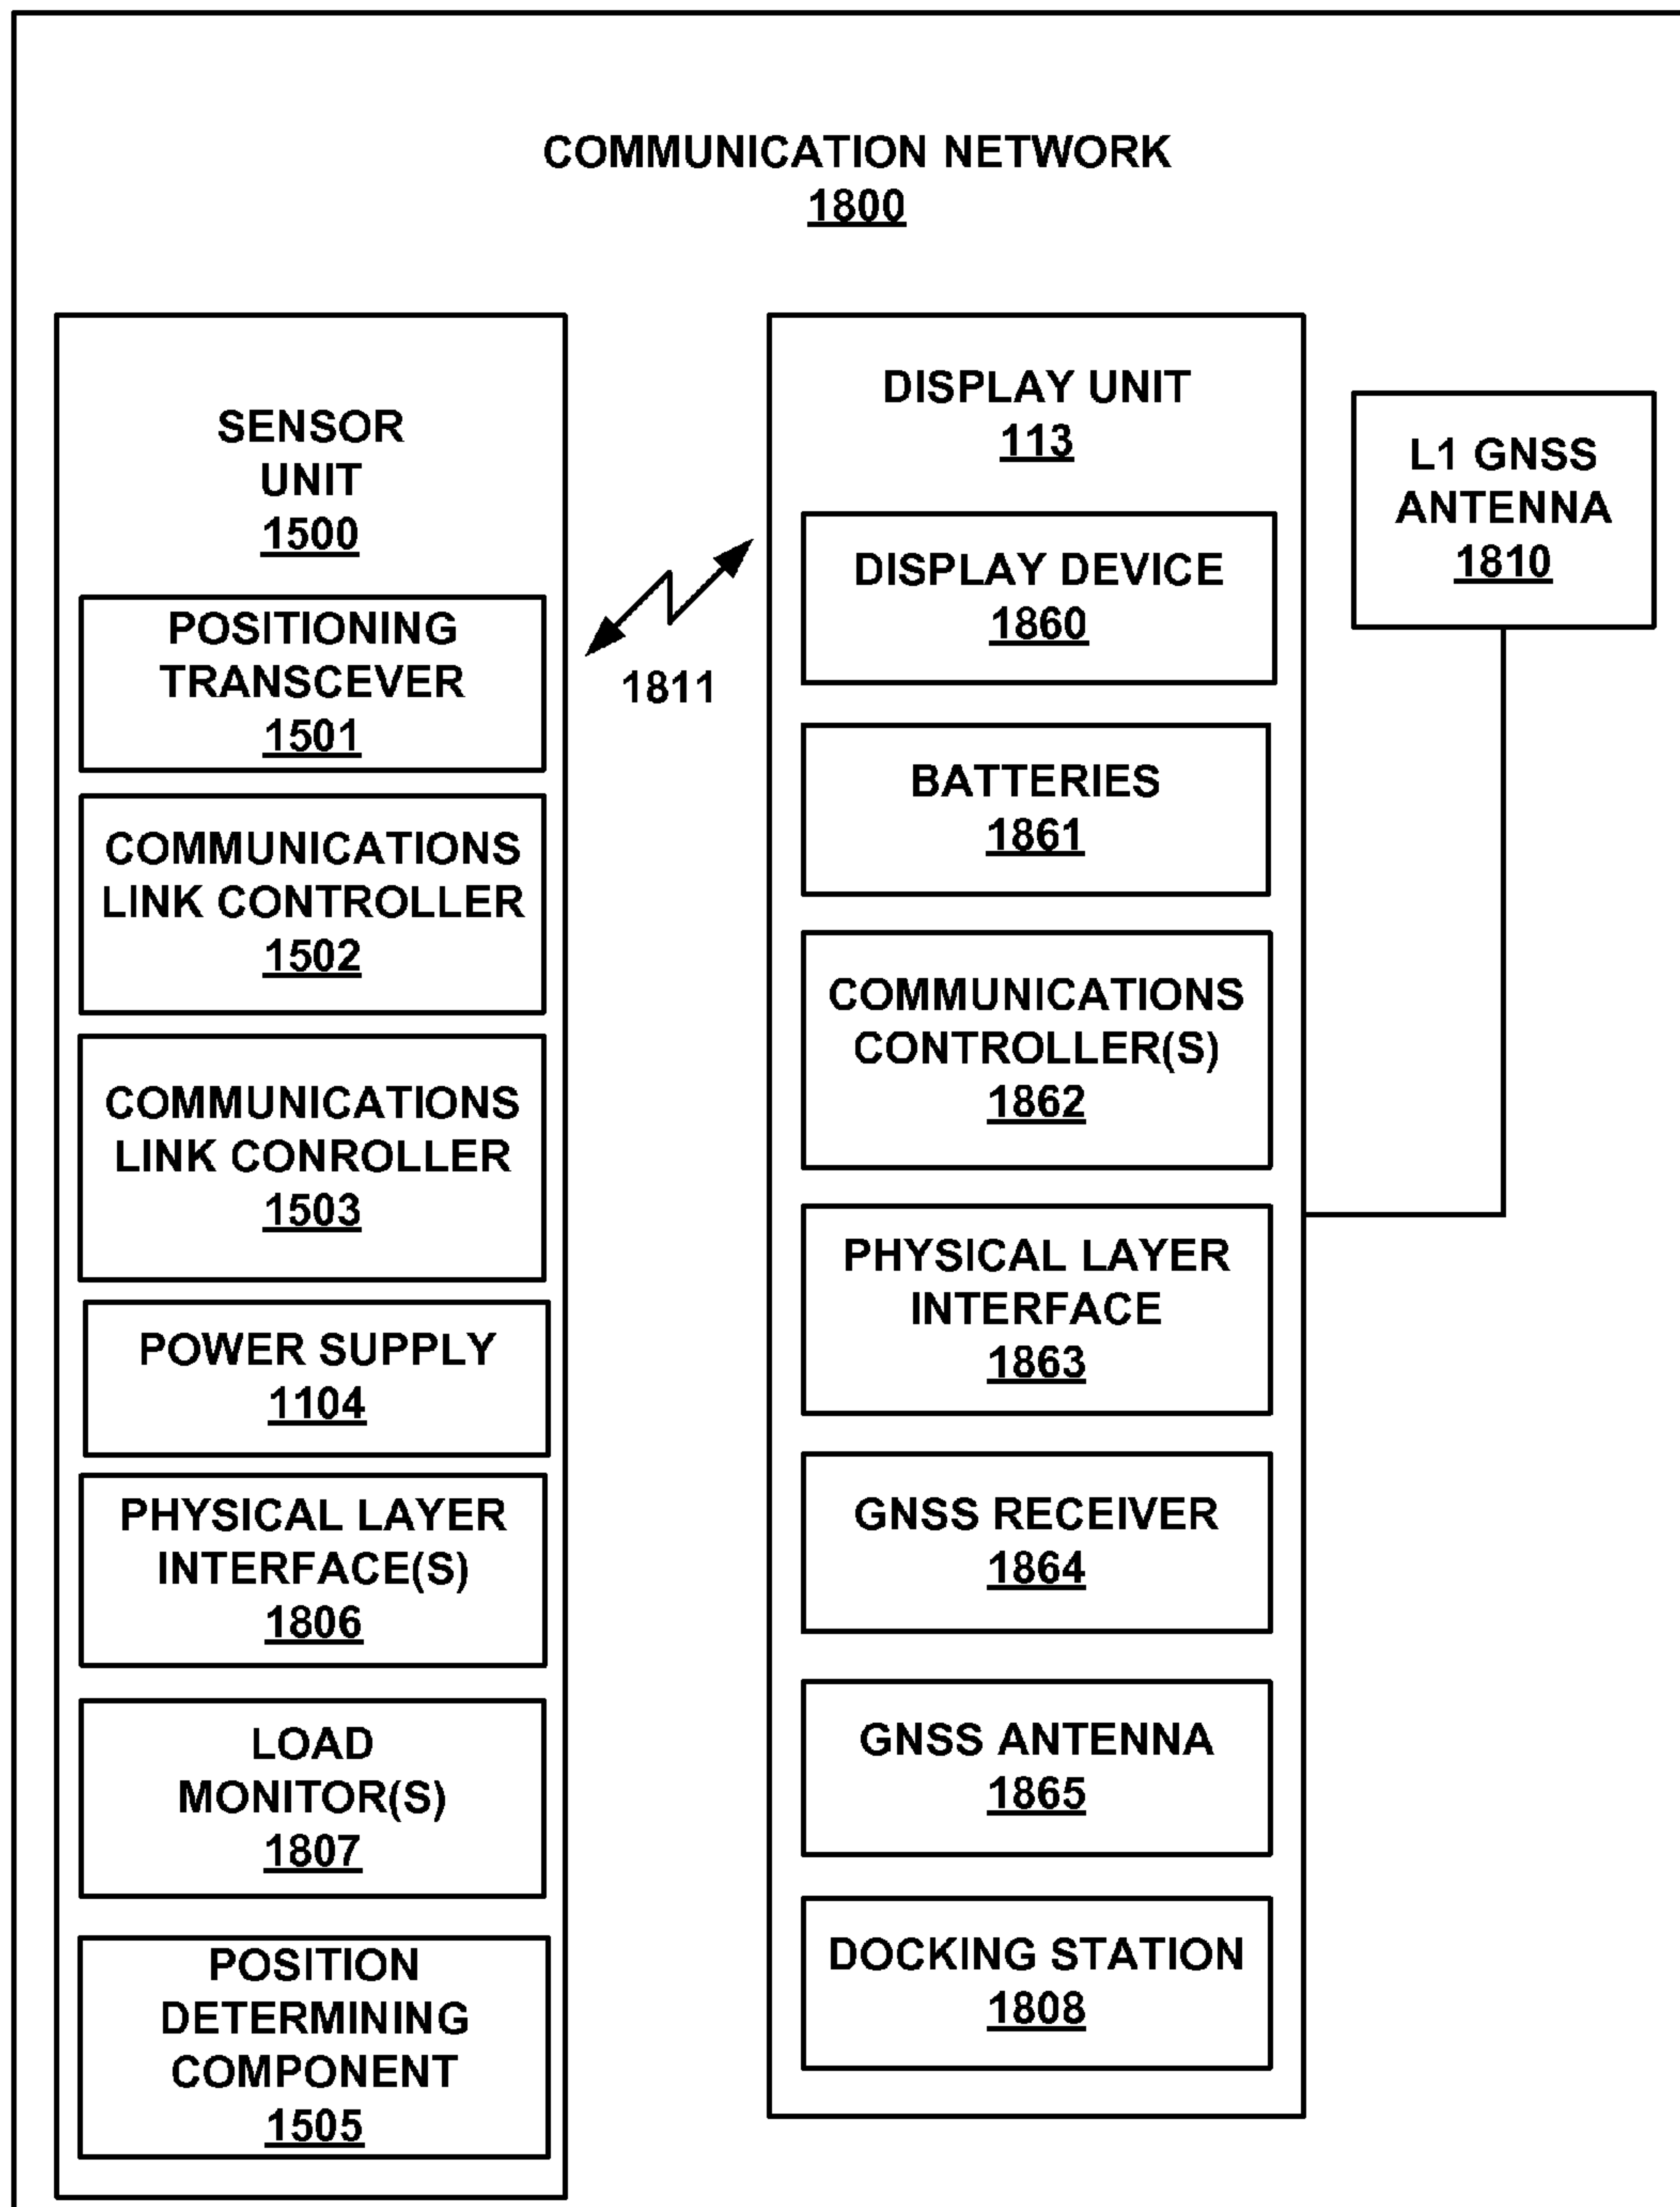 COMMUNICATION NETWORK
1800
SENSOR
UNIT
1500
POSITIONING
TRANSCEVER
1501
COMMUNICATIONS
LINK CONTROLLER
1502
COMMUNICATIONS
LINK CONROLLER
1503
POWER SUPPLY
1104
PHYSICAL LAYER
INTERFACE(S)
1806
LOAD
MONITOR(S)
1807
POSITION
DETERMINING
COMPONENT
1505
1811
DISPLAY UNIT
113
DISPLAY DEVICE
1860
BATTERIES
1861
COMMUNICATIONS
CONTROLLER(S)
1862
PHYSICAL LAYER
INTERFACE
1863
GNSS RECEIVER
1864
GNSS ANTENNA
1865
DOCKING STATION
1808
L1 GNSS
ANTENNA
1810